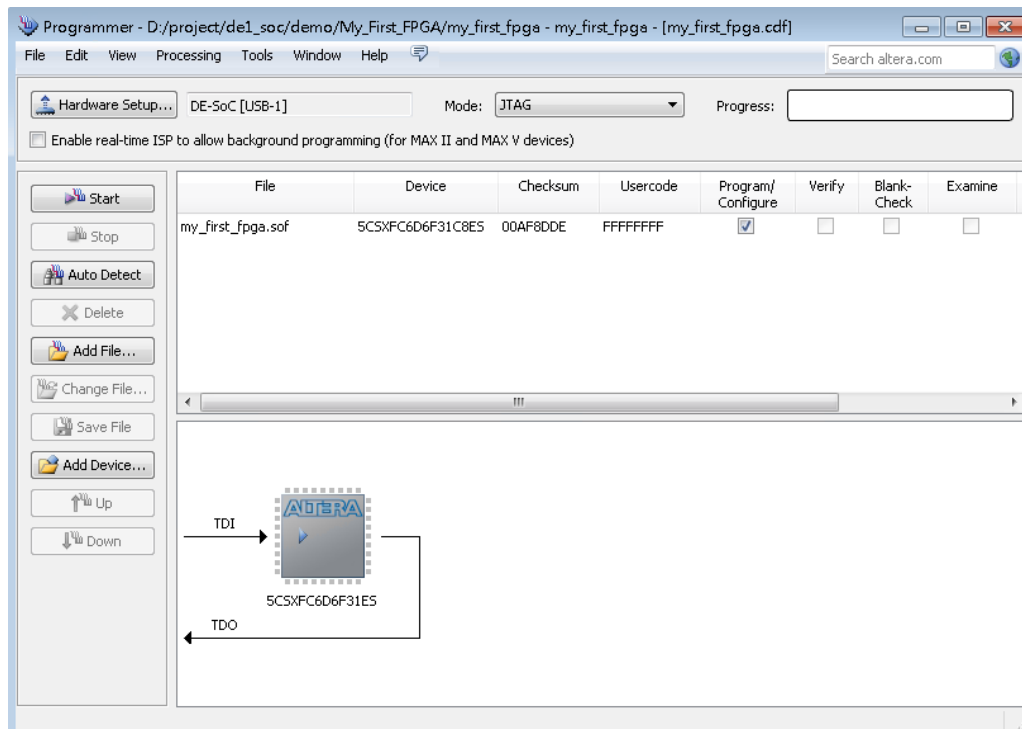 Programmer - D:/project/de1_soc/demo/My_First_FPGA/my_first_fpga - my_first_fpga - [my_first_fpga.cdf]
File Edit View Processing Tools Window Help
Search altera.com
Hardware Setup... DE-SoC [USB-1] Mode: JTAG Progress:
Enable real-time ISP to allow background programming (for MAX II and MAX V devices)
Start
Stop
Auto Detect
Delete
Add File...
Change File...
Save File
Add Device...
Up
Down
File Device Checksum Usercode Program/ Verify Blank- Examine
Configure Check
my_first_fpga.sof 5CSXFC6D6F31C8ES 00AF8DDE FFFFFFFF
TDI
ALTERA
5CSXFC6D6F31ES
TDO